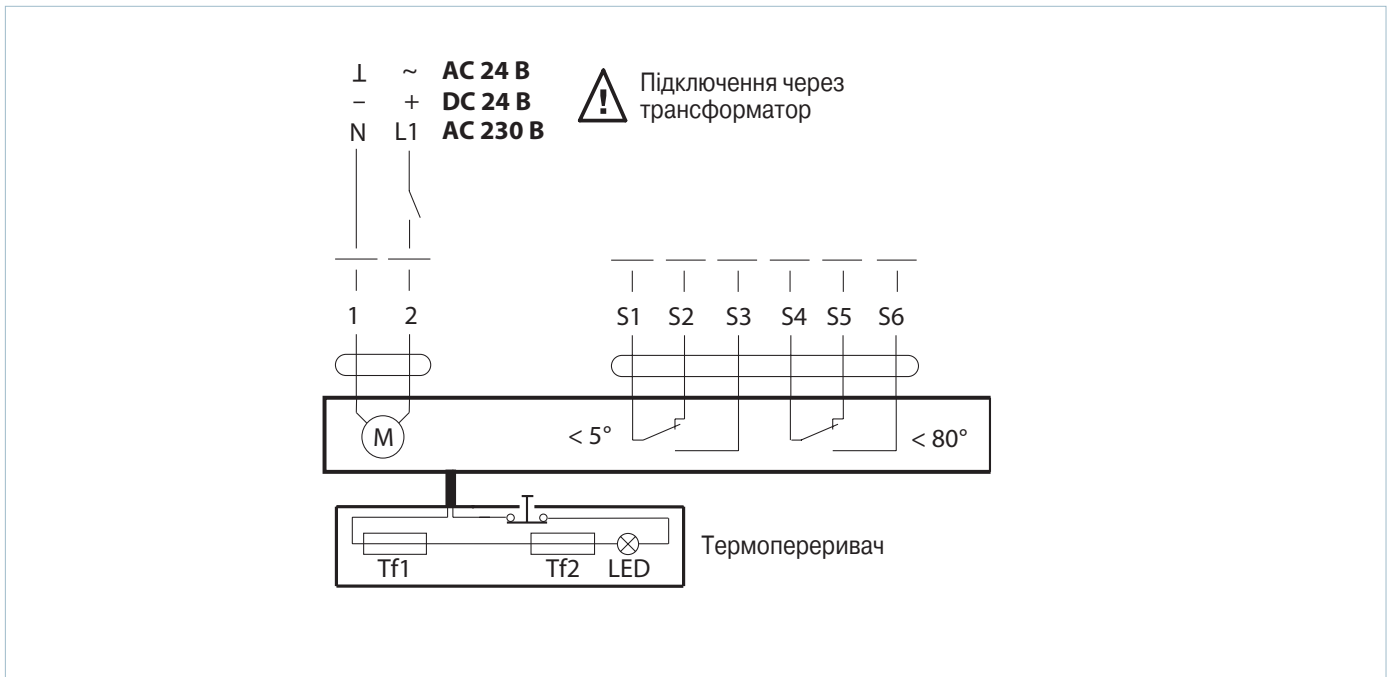 ⊥ ~ AC 24 В
− + DC 24 В
N L1 AC 230 В
Підключення через
трансформатор
1 2 S1 S2 S3 S4 S5 S6
M < 5° < 80°
Tf1 Tf2 LED
Термопереривач